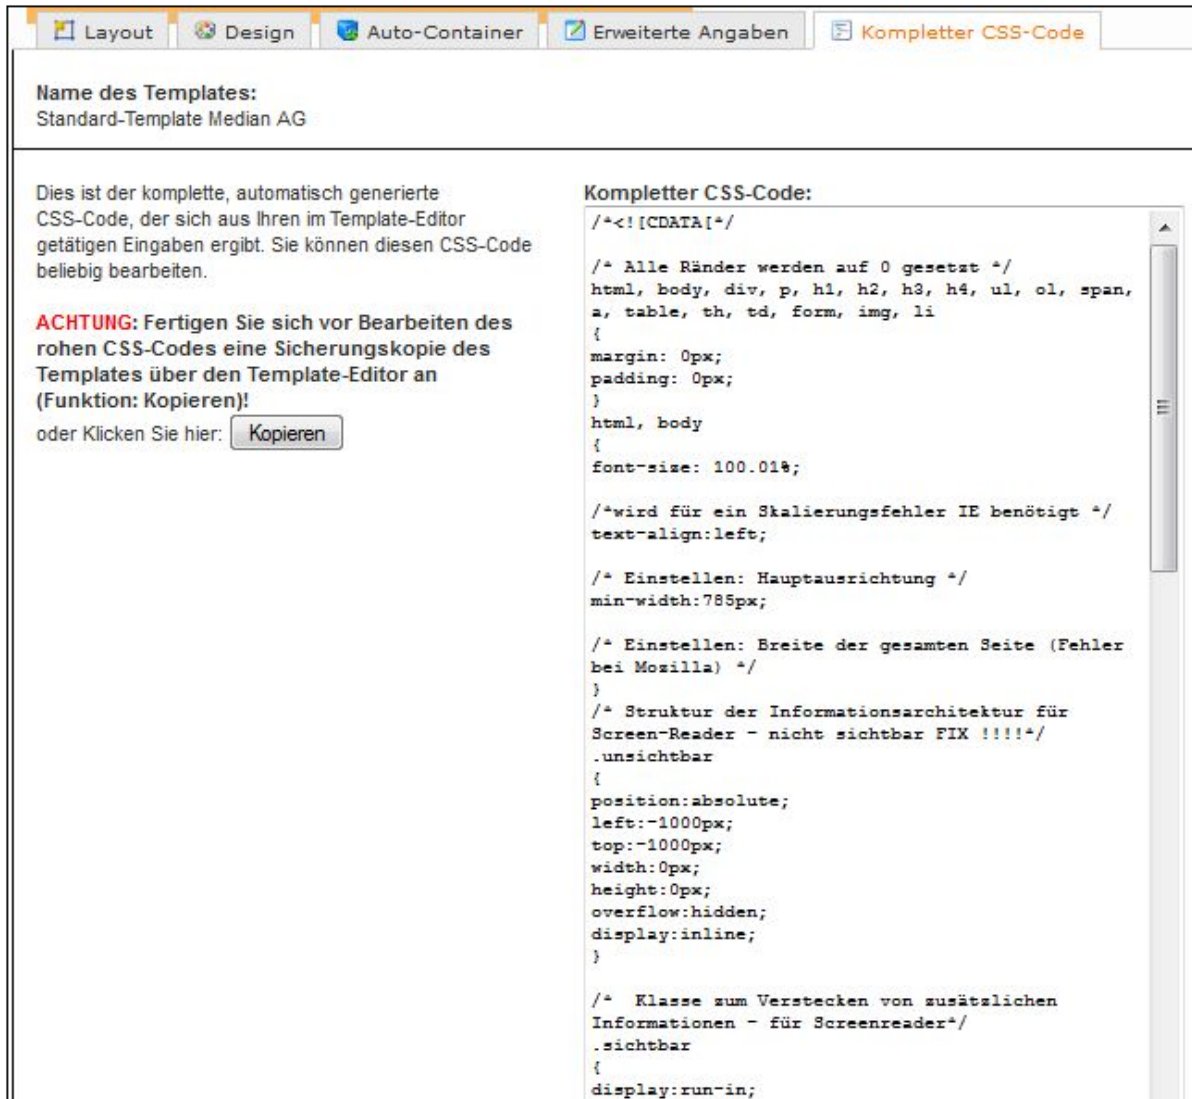 Layout Design Auto-Container Erweiterte Angaben Kompletter CSS-Code
Name des Templates:
Standard-Template Median AG
Dies ist der komplette, automatisch generierte
CSS-Code, der sich aus Ihren im Template-Editor
getätigen Eingaben ergibt. Sie können diesen CSS-Code
beliebig bearbeiten.
ACHTUNG: Fertigen Sie sich vor Bearbeiten des
rohen CSS-Codes eine Sicherungskopie des
Templates über den Template-Editor an
(Funktion: Kopieren)!
oder Klicken Sie hier: Kopieren
Kompletter CSS-Code:
/*<![CDATA[*/
/* Alle Ränder werden auf 0 gesetzt */
html, body, div, p, h1, h2, h3, h4, ul, ol, span,
a, table, th, td, form, img, li
{
margin: 0px;
padding: 0px;
}
html, body
{
font-size: 100.01%;
/*wird für ein Skalierungsfehler IE benötigt */
text-align:left;
/* Einstellen: Hauptausrichtung */
min-width:785px;
/* Einstellen: Breite der gesamten Seite (Fehler
bei Mozilla) */
}
/* Struktur der Informationsarchitektur für
Screen-Reader - nicht sichtbar FIX !!!!*/
.unsichtbar
{
position:absolute;
left:-1000px;
top:-1000px;
width:0px;
height:0px;
overflow:hidden;
display:inline;
}
/*  Klasse zum Verstecken von zusätzlichen
Informationen - für Screenreader*/
.sichtbar
{
display:run-in;